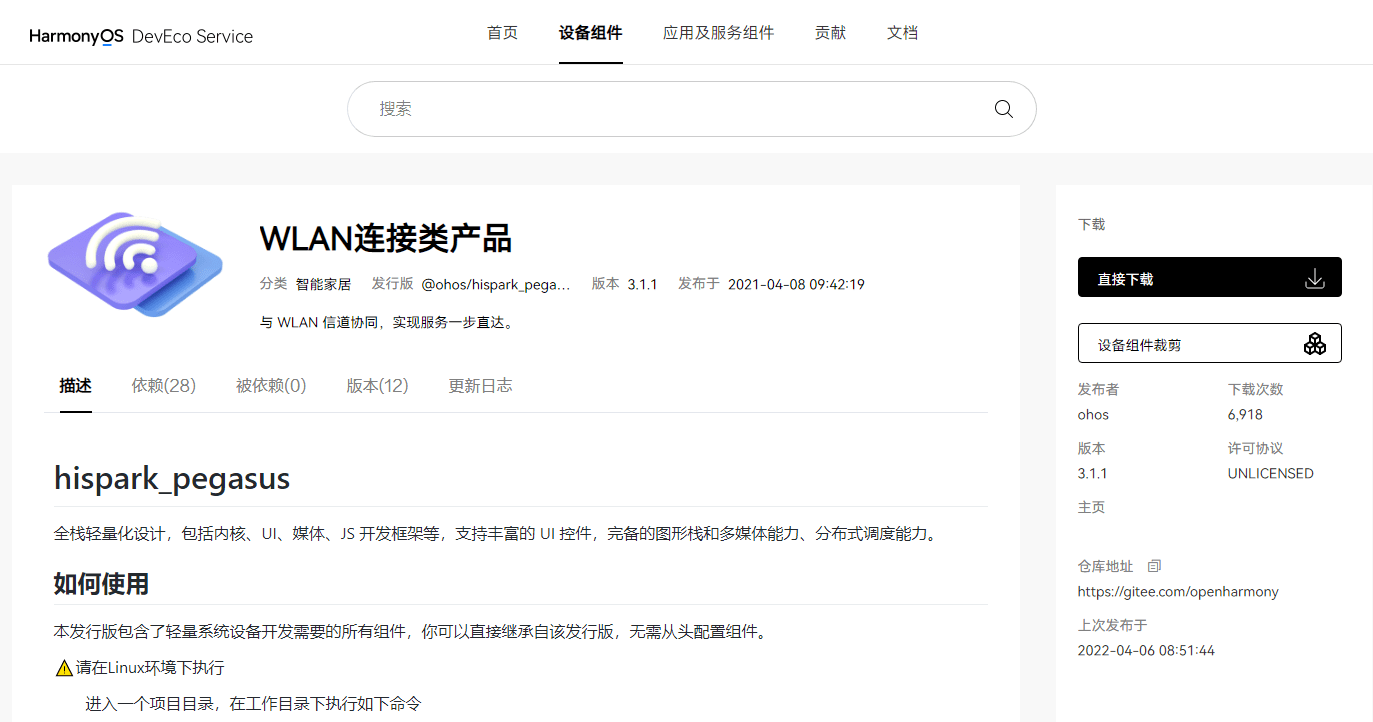 HarmonyOS DevEco Service 首页 设备组件 应用及服务组件 贡献 文档
搜索
WLAN连接类产品
分类 智能家居 发行版 @ohos/hispark_pega... 版本 3.1.1 发布于 2021-04-08 09:42:19
与 WLAN 信道协同，实现服务一步直达。
描述 依赖(28) 被依赖(0) 版本(12) 更新日志
hispark_pegasus
全栈轻量化设计，包括内核、UI、媒体、JS 开发框架等，支持丰富的 UI 控件，完备的图形栈和多媒体能力、分布式调度能力。
如何使用
本发行版包含了轻量系统设备开发需要的所有组件，你可以直接继承自该发行版，无需从头配置组件。
⚠请在Linux环境下执行
进入一个项目目录，在工作目录下执行如下命令
下载
直接下载
设备组件裁剪
发布者 下载次数
ohos 6,918
版本 许可协议
3.1.1 UNLICENSED
主页
仓库地址
https://gitee.com/openharmony
上次发布于
2022-04-06 08:51:44